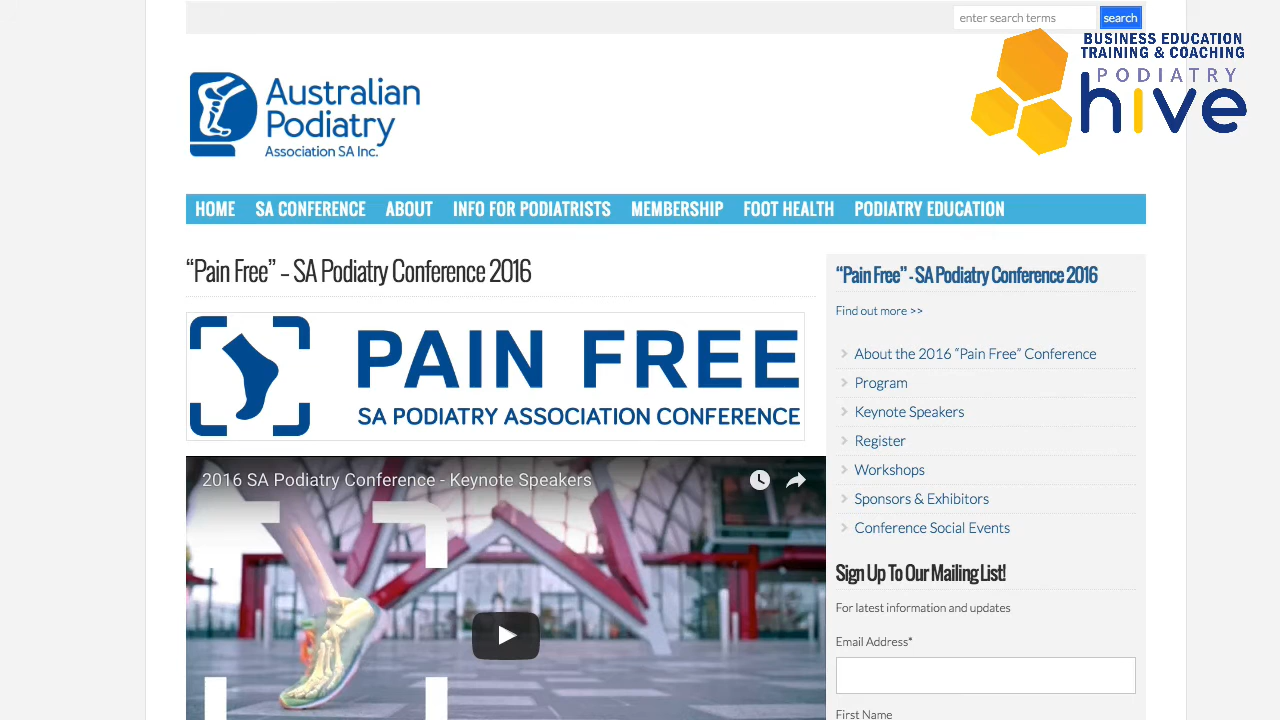 enter search terms
search
BUSINESS EDUCATION
TRAINING & COACHING
PODIATRY
hive
Australian
Podiatry
Association SA Inc.
HOME
SA CONFERENCE
ABOUT
INFO FOR PODIATRISTS
MEMBERSHIP
FOOT HEALTH
PODIATRY EDUCATION
“Pain Free” – SA Podiatry Conference 2016
PAIN FREE
SA PODIATRY ASSOCIATION CONFERENCE
2016 SA Podiatry Conference - Keynote Speakers
“Pain Free” - SA Podiatry Conference 2016
Find out more >>
About the 2016 “Pain Free” Conference
Program
Keynote Speakers
Register
Workshops
Sponsors & Exhibitors
Conference Social Events
Sign Up To Our Mailing List!
For latest information and updates
Email Address*
First Name